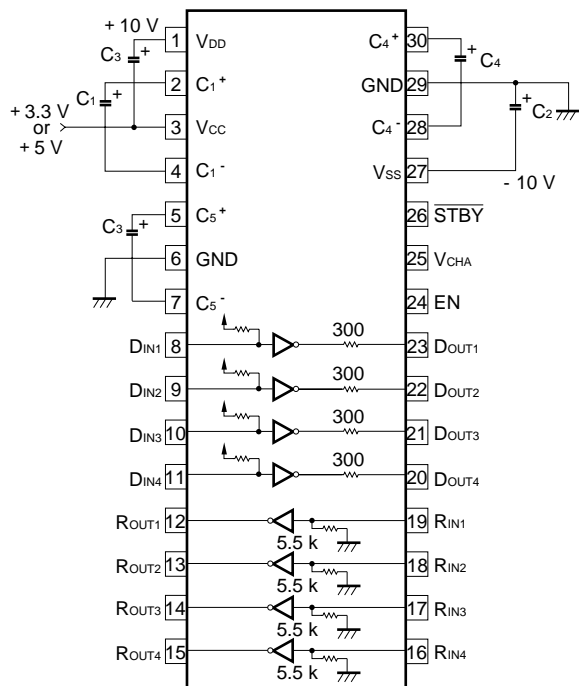 + 10 V
C3 +
1 VDD
C4+ 30
+ C4
C1 +
2 C1+
GND 29
+ C2
+ 3.3 V
or
+ 5 V
3 VCC
C4- 28
4 C1-
VSS 27
- 10 V
C3 +
5 C5+
STBY 26
6 GND
VCHA 25
7 C5-
EN 24
DIN1 8
300
23 DOUT1
DIN2 9
300
22 DOUT2
DIN3 10
300
21 DOUT3
DIN4 11
300
20 DOUT4
ROUT1 12
5.5 k
19 RIN1
ROUT2 13
5.5 k
18 RIN2
ROUT3 14
5.5 k
17 RIN3
ROUT4 15
5.5 k
16 RIN4